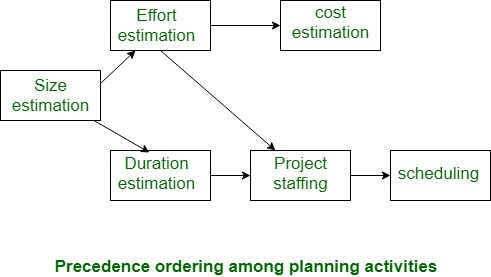 Effort
estimation
cost
estimation
Size
estimation
Duration
estimation
Project
staffing
scheduling
Precedence ordering among planning activities